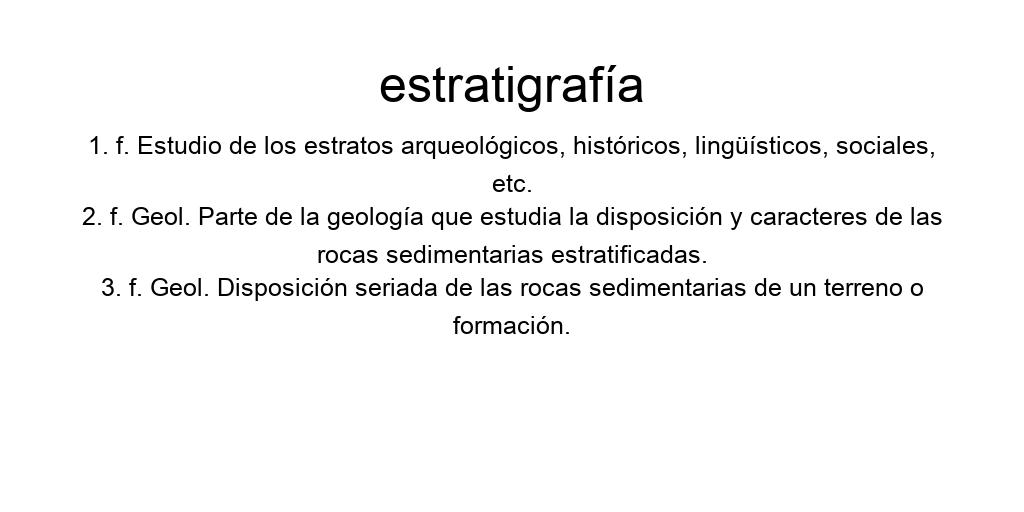 estratigrafía
1. f. Estudio de los estratos arqueológicos, históricos, lingüísticos, sociales,
etc.
2. f. Geol. Parte de la geología que estudia la disposición y caracteres de las
rocas sedimentarias estratificadas.
3. f. Geol. Disposición seriada de las rocas sedimentarias de un terreno o
formación.